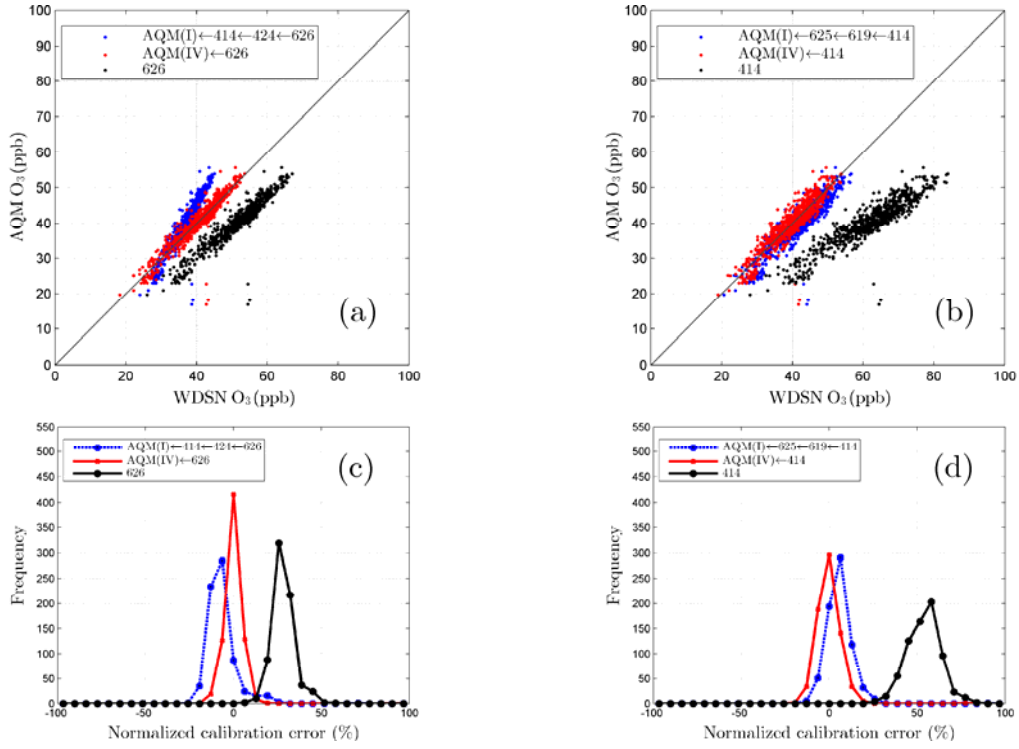 100
90
80
70
60
50
40
30
20
10
0
AQM O₃(ppb)
AQM(I)←414←424←626
AQM(IV)←626
626
(a)
0 20 40 60 80 100
WDSN O₃(ppb)
100
90
80
70
60
50
40
30
20
10
0
AQM O₃(ppb)
AQM(I)←625←619←414
AQM(IV)←414
414
(b)
0 20 40 60 80 100
WDSN O₃(ppb)
550
500
450
400
350
300
250
200
150
100
50
0
Frequency
AQM(I)←414←424←626
AQM(IV)←626
626
(c)
-100 -50 0 50 100
Normalized calibration error (%)
550
500
450
400
350
300
250
200
150
100
50
0
Frequency
AQM(I)←625←619←414
AQM(IV)←414
414
(d)
-100 -50 0 50 100
Normalized calibration error (%)